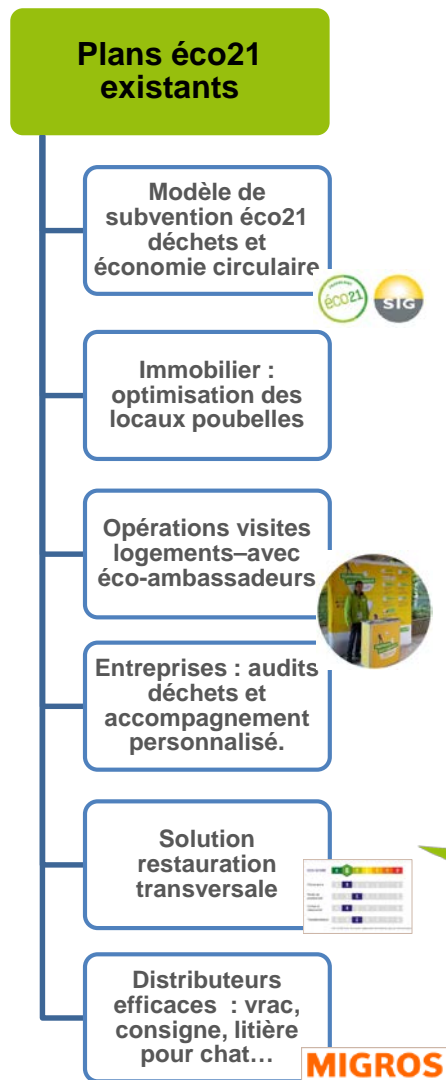 Plans éco21
existants
Modèle de
subvention éco21
déchets et
économie circulaire
éco21
SIG
Immobilier :
optimisation des
locaux poubelles
Opérations visites
logements–avec
éco-ambassadeurs
Entreprises : audits
déchets et
accompagnement
personnalisé.
Solution
restauration
transversale
Distributeurs
efficaces : vrac,
consigne, litière
pour chat…
MIGROS